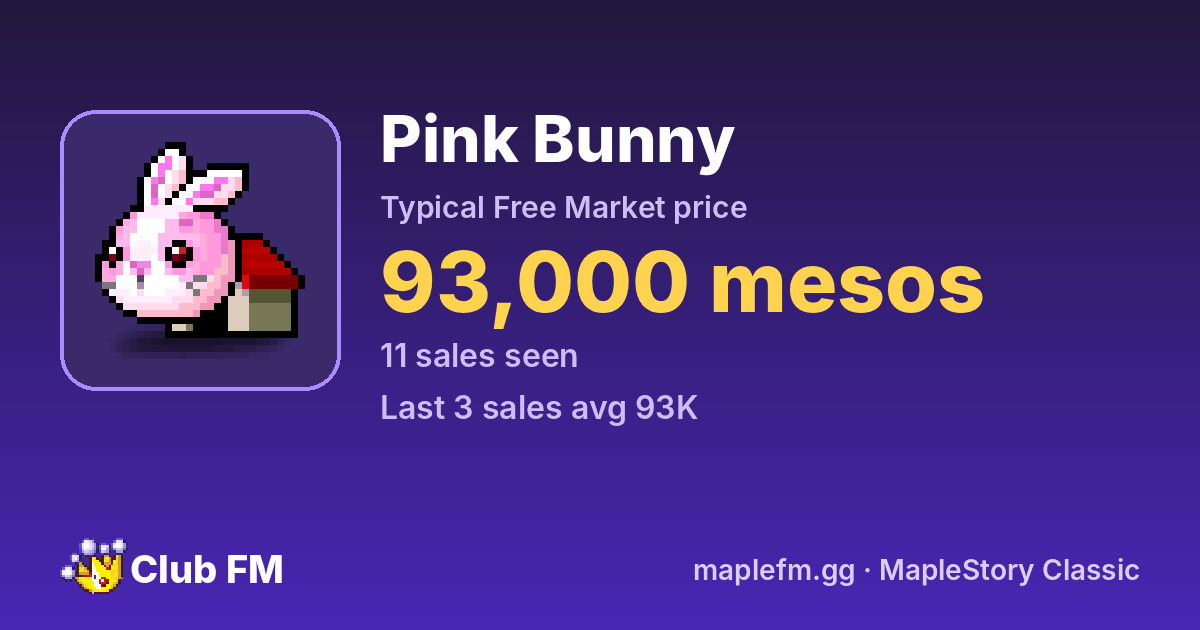 Pink Bunny
Typical Free Market price
93,000 mesos
11 sales seen
Last 3 sales avg 93K
Club FM
maplefm.gg · MapleStory Classic